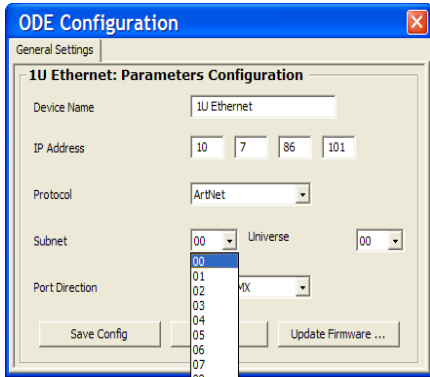 ODE Configuration
General Settings
1U Ethernet: Parameters Configuration
Device Name 1U Ethernet
IP Address 10 7 86 101
Protocol ArtNet
Subnet 00 Universe 00
00
01
02
Port Direction
03
04
05
06
07
Save Config Update Firmware ...